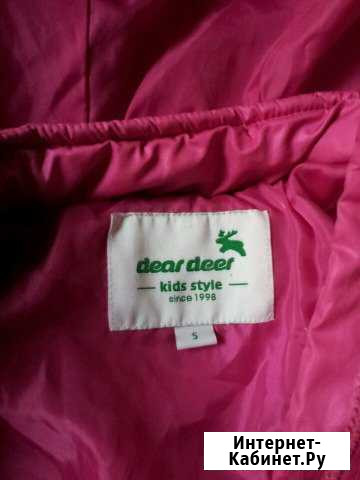 dear deer
kids style
since 1998
S
Интернет-
Кабинет.Ру